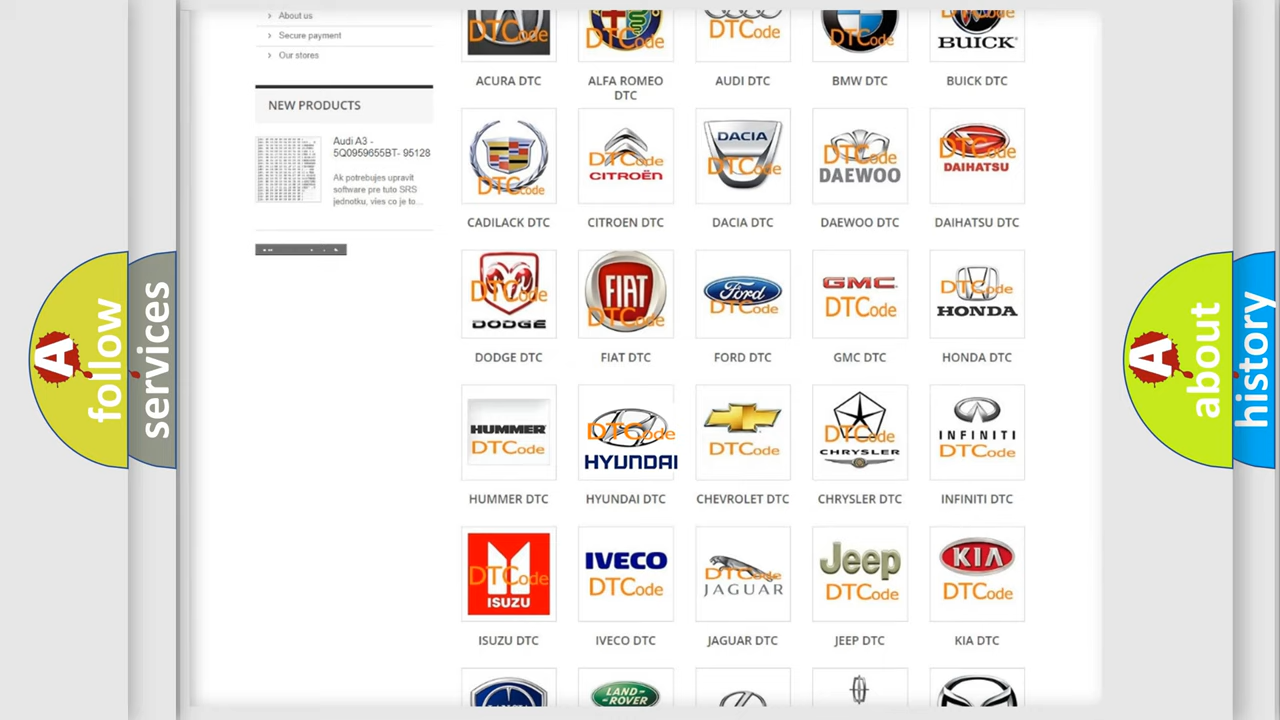 About us
Secure payment
Our stores
NEW PRODUCTS
Audi A3 -
5Q0959655BT- 95128
Ak potrebujes upravit
software pre tuto SRS
jednotku, vies co je to...
DTCode
DTCode
DTCode
DTCode
BUICK
ACURA DTC
ALFA ROMEO
DTC
AUDI DTC
BMW DTC
BUICK DTC
DTCode
DTCode
CITROËN
DACIA
DTCode
DTCode
DAEWOO
DTCode
DAIHATSU
CADILACK DTC
CITROEN DTC
DACIA DTC
DAEWOO DTC
DAIHATSU DTC
DTCode
DODGE
FIAT
DTCode
Ford
DTCode
GMC
DTCode
DTCode
HONDA
DODGE DTC
FIAT DTC
FORD DTC
GMC DTC
HONDA DTC
HUMMER
DTCode
DTCode
HYUNDAI
DTCode
DTCode
CHRYSLER
INFINITI
DTCode
HUMMER DTC
HYUNDAI DTC
CHEVROLET DTC
CHRYSLER DTC
INFINITI DTC
DTCode
ISUZU
IVECO
DTCode
DTCode
JAGUAR
Jeep
DTCode
KIA
DTCode
ISUZU DTC
IVECO DTC
JAGUAR DTC
JEEP DTC
KIA DTC
LAND-
ROVER
A
follow
services
A
about
history